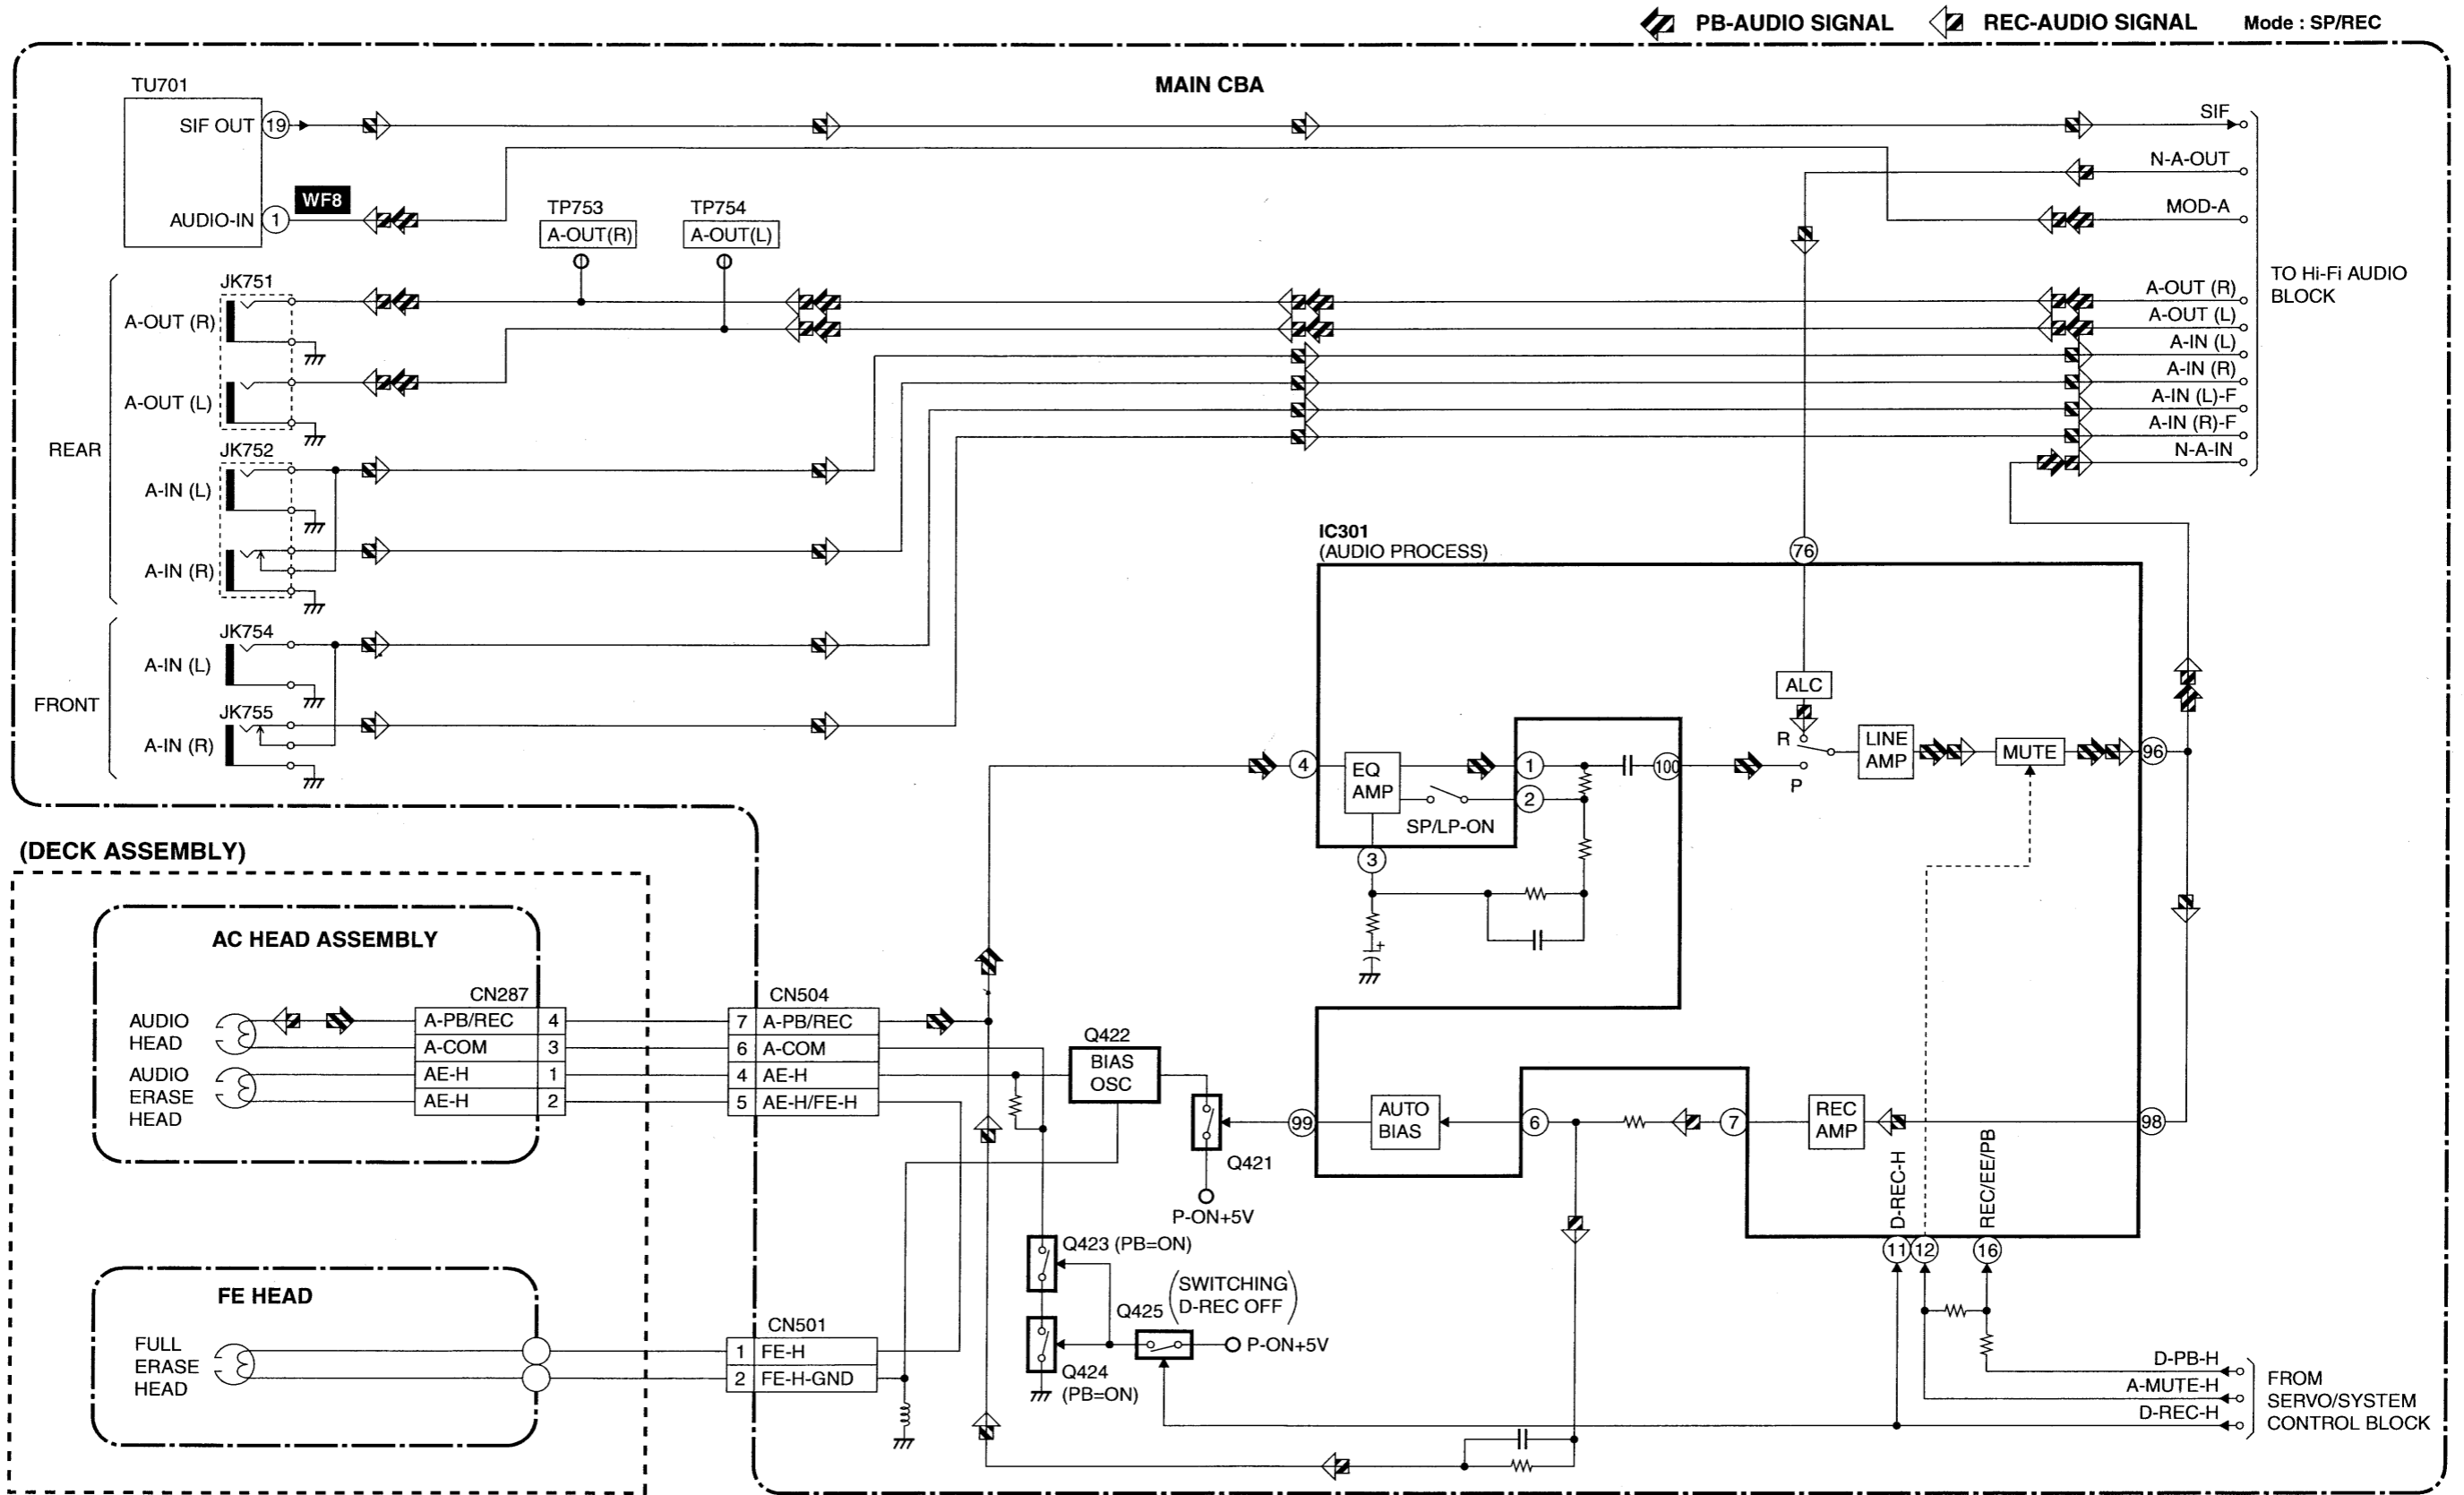 PB-AUDIO SIGNAL REC-AUDIO SIGNAL Mode : SP/REC
MAIN CBA
TU701
SIF OUT 19
AUDIO-IN 1
WF8
TP753
A-OUT(R)
TP754
A-OUT(L)
SIF
N-A-OUT
MOD-A
A-OUT (R)
A-OUT (L)
A-IN (L)
A-IN (R)
A-IN (L)-F
A-IN (R)-F
N-A-IN
TO Hi-Fi AUDIO
BLOCK
REAR
JK751
A-OUT (R)
A-OUT (L)
JK752
A-IN (L)
A-IN (R)
FRONT
JK754
A-IN (L)
JK755
A-IN (R)
IC301
(AUDIO PROCESS)
76
ALC
R
P
LINE
AMP
MUTE
96
4
EQ
AMP
1
2
100
SP/LP-ON
3
(DECK ASSEMBLY)
AC HEAD ASSEMBLY
AUDIO
HEAD
AUDIO
ERASE
HEAD
CN287
A-PB/REC 4
A-COM 3
AE-H 1
AE-H 2
CN504
7 A-PB/REC
6 A-COM
4 AE-H
5 AE-H/FE-H
Q422
BIAS
OSC
Q421
P-ON+5V
99
AUTO
BIAS
6
7
REC
AMP
98
D-REC-H
REC/EE/PB
11 12 16
Q423 (PB=ON)
(SWITCHING
D-REC OFF)
Q425
P-ON+5V
Q424
(PB=ON)
FE HEAD
FULL
ERASE
HEAD
CN501
1 FE-H
2 FE-H-GND
D-PB-H
A-MUTE-H
D-REC-H
FROM
SERVO/SYSTEM
CONTROL BLOCK